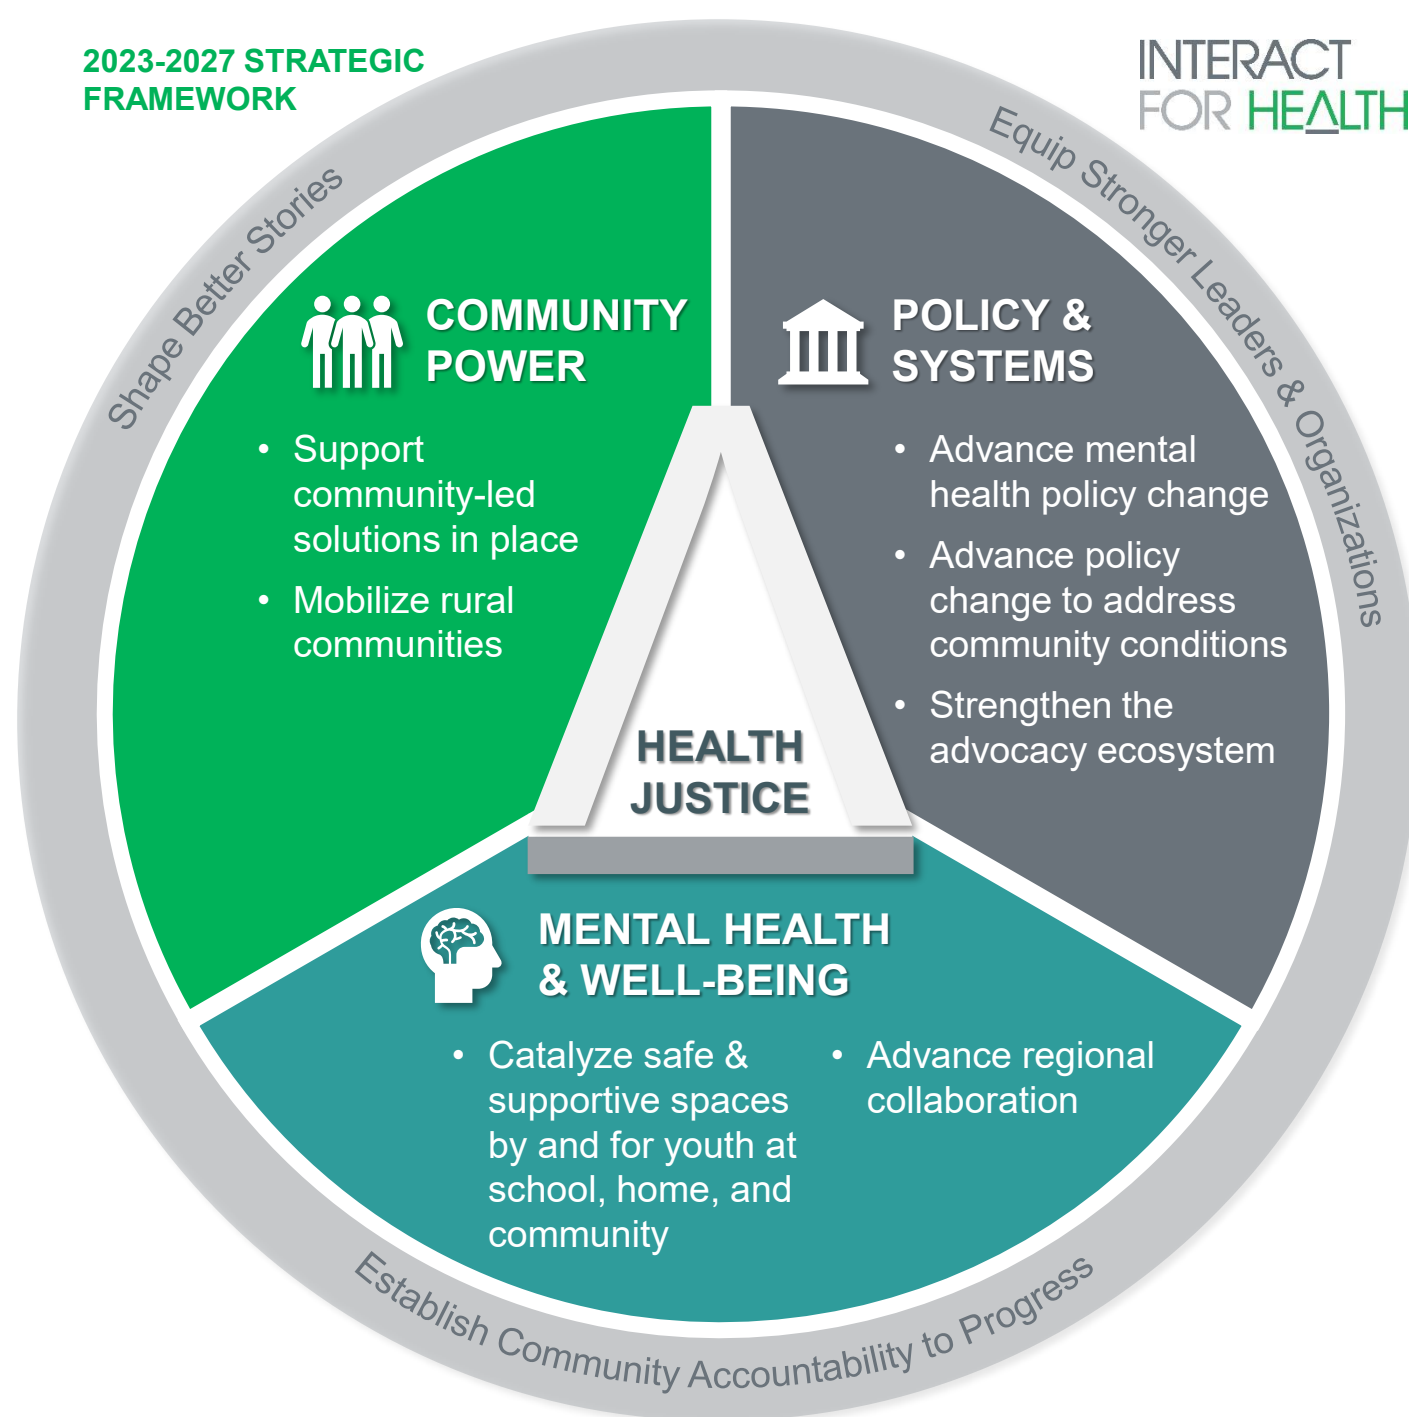 2023-2027 STRATEGIC
FRAMEWORK
INTERACT
FOR HEALTH
Shape Better Stories
Equip Stronger Leaders & Organizations
COMMUNITY
POWER
• Support
community-led
solutions in place
• Mobilize rural
communities
POLICY &
SYSTEMS
• Advance mental
health policy change
• Advance policy
change to address
community conditions
• Strengthen the
advocacy ecosystem
HEALTH
JUSTICE
MENTAL HEALTH
& WELL-BEING
• Catalyze safe &
supportive spaces
by and for youth at
school, home, and
community
• Advance regional
collaboration
Establish Community Accountability to Progress